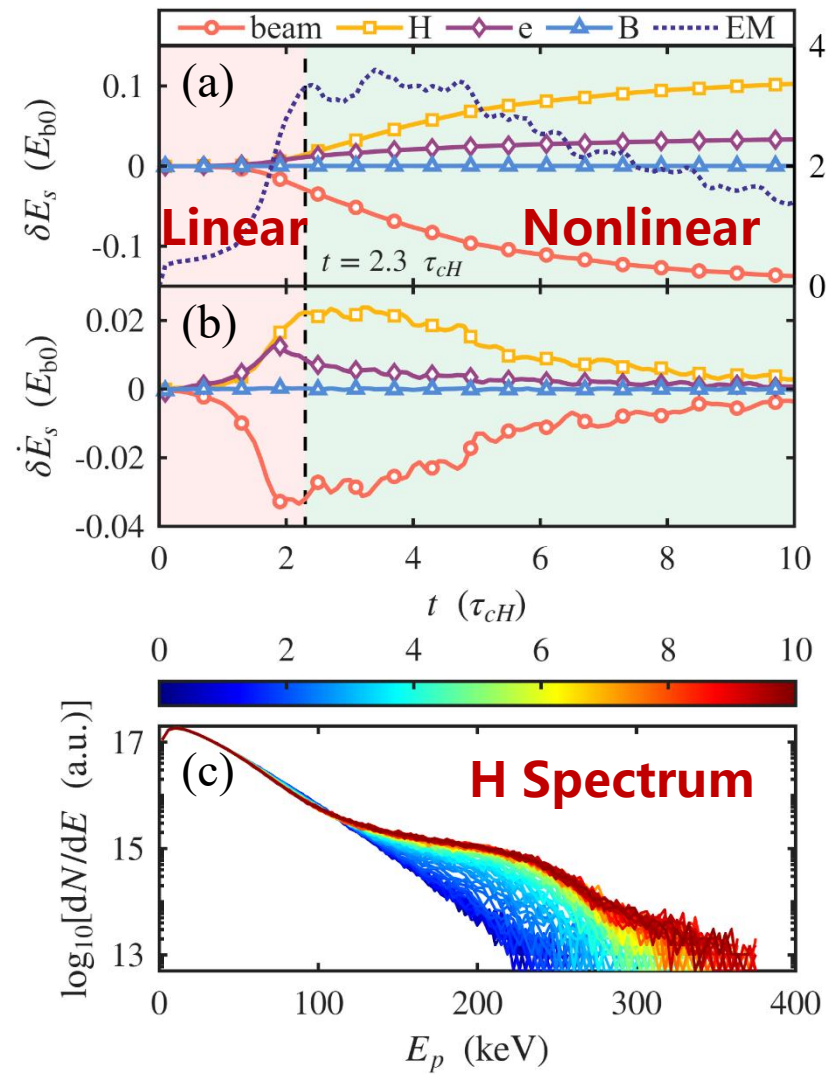 beam H e B EM
(a)
0.1
0
-0.1
δE_s (E_b0)
4
2
0
Linear
Nonlinear
t = 2.3 τ_cH
(b)
0.02
0
-0.02
-0.04
δĖ_s (E_b0)
0 2 4 6 8 10
t (τ_cH)
0 2 4 6 8 10
(c)
H Spectrum
17
15
13
log₁₀[dN/dE (a.u.)]
0 100 200 300 400
E_p (keV)